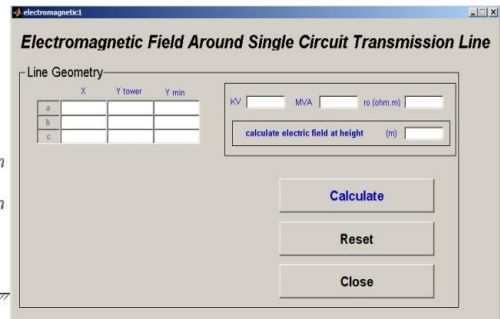 electromagnetic1
Electromagnetic Field Around Single Circuit Transmission Line
Line Geometry
X Y tower Y min
a
b
c
KV MVA ro (ohm.m)
calculate electric field at height (m)
Calculate
Reset
Close